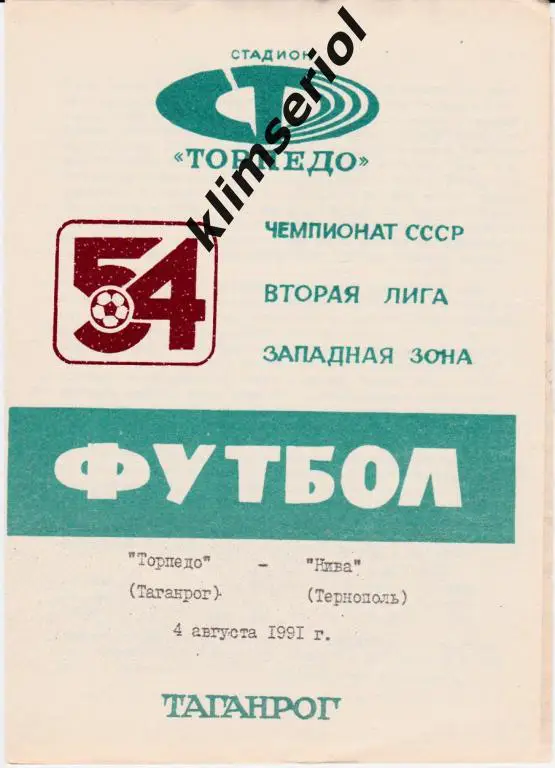 СТАДИОН
«ТОРПЕДО»
klimseriol
54
ЧЕМПИОНАТ СССР
ВТОРАЯ ЛИГА
ЗАПАДНАЯ ЗОНА
ФУТБОЛ
"Торпедо" - "Нива"
(Таганрог) (Тернополь)
4 августа 1991 г.
ТАГАНРОГ